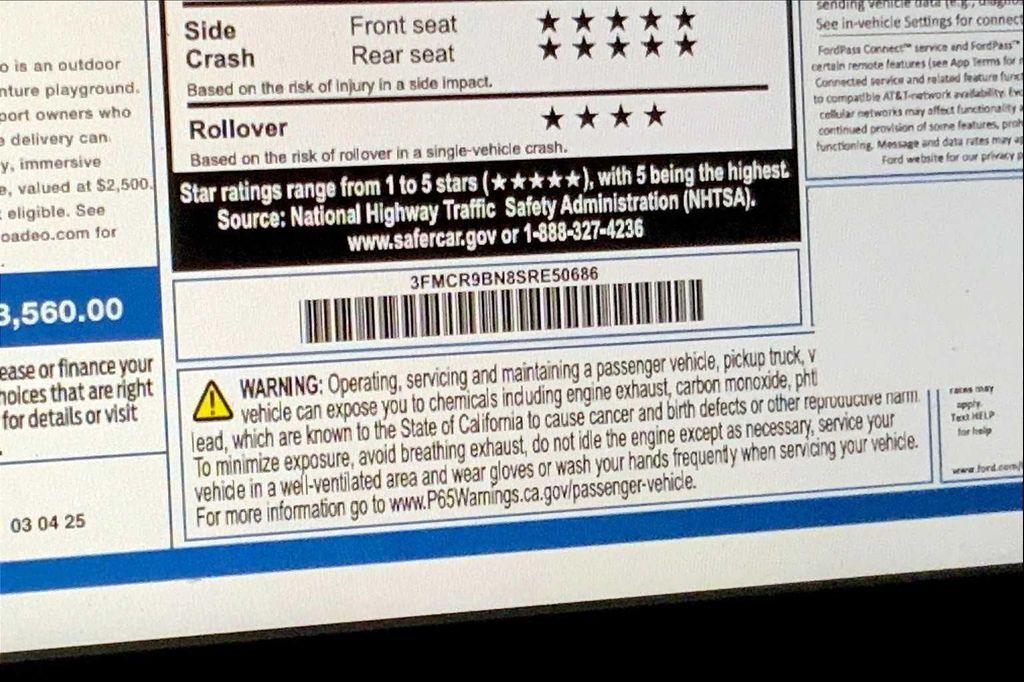 o is an outdoor
nture playground.
port owners who
e delivery can
y, immersive
e, valued at $2,500.
eligible. See
oadeo.com for
3,560.00
ease or finance your
hoices that are right
for details or visit
03 04 25
Side Crash
Front seat ★★★★★
Rear seat ★★★★★
Based on the risk of injury in a side impact.
Rollover ★★★★
Based on the risk of rollover in a single-vehicle crash.
Star ratings range from 1 to 5 stars (★★★★★), with 5 being the highest.
Source: National Highway Traffic Safety Administration (NHTSA).
www.safercar.gov or 1-888-327-4236
3FMCR9BN8SRE50686
WARNING: Operating, servicing and maintaining a passenger vehicle, pickup truck, v
vehicle can expose you to chemicals including engine exhaust, carbon monoxide, pht
lead, which are known to the State of California to cause cancer and birth defects or other reproductive harm.
To minimize exposure, avoid breathing exhaust, do not idle the engine except as necessary, service your
vehicle in a well-ventilated area and wear gloves or wash your hands frequently when servicing your vehicle.
For more information go to www.P65Warnings.ca.gov/passenger-vehicle.
sending vehicle data (e.g., diagnos
See in-vehicle Settings for connect
FordPass Connect™ service and FordPass™
certain remote features (see App Terms for
Connected service and related feature funct
to compatible AT&T-network availability. Evo
cellular networks may affect functionality a
continued provision of some features, proh
functioning. Message and data rates may ap
Ford website for our privacy p
rates may
apply.
Text HELP
for help
www.ford.com/